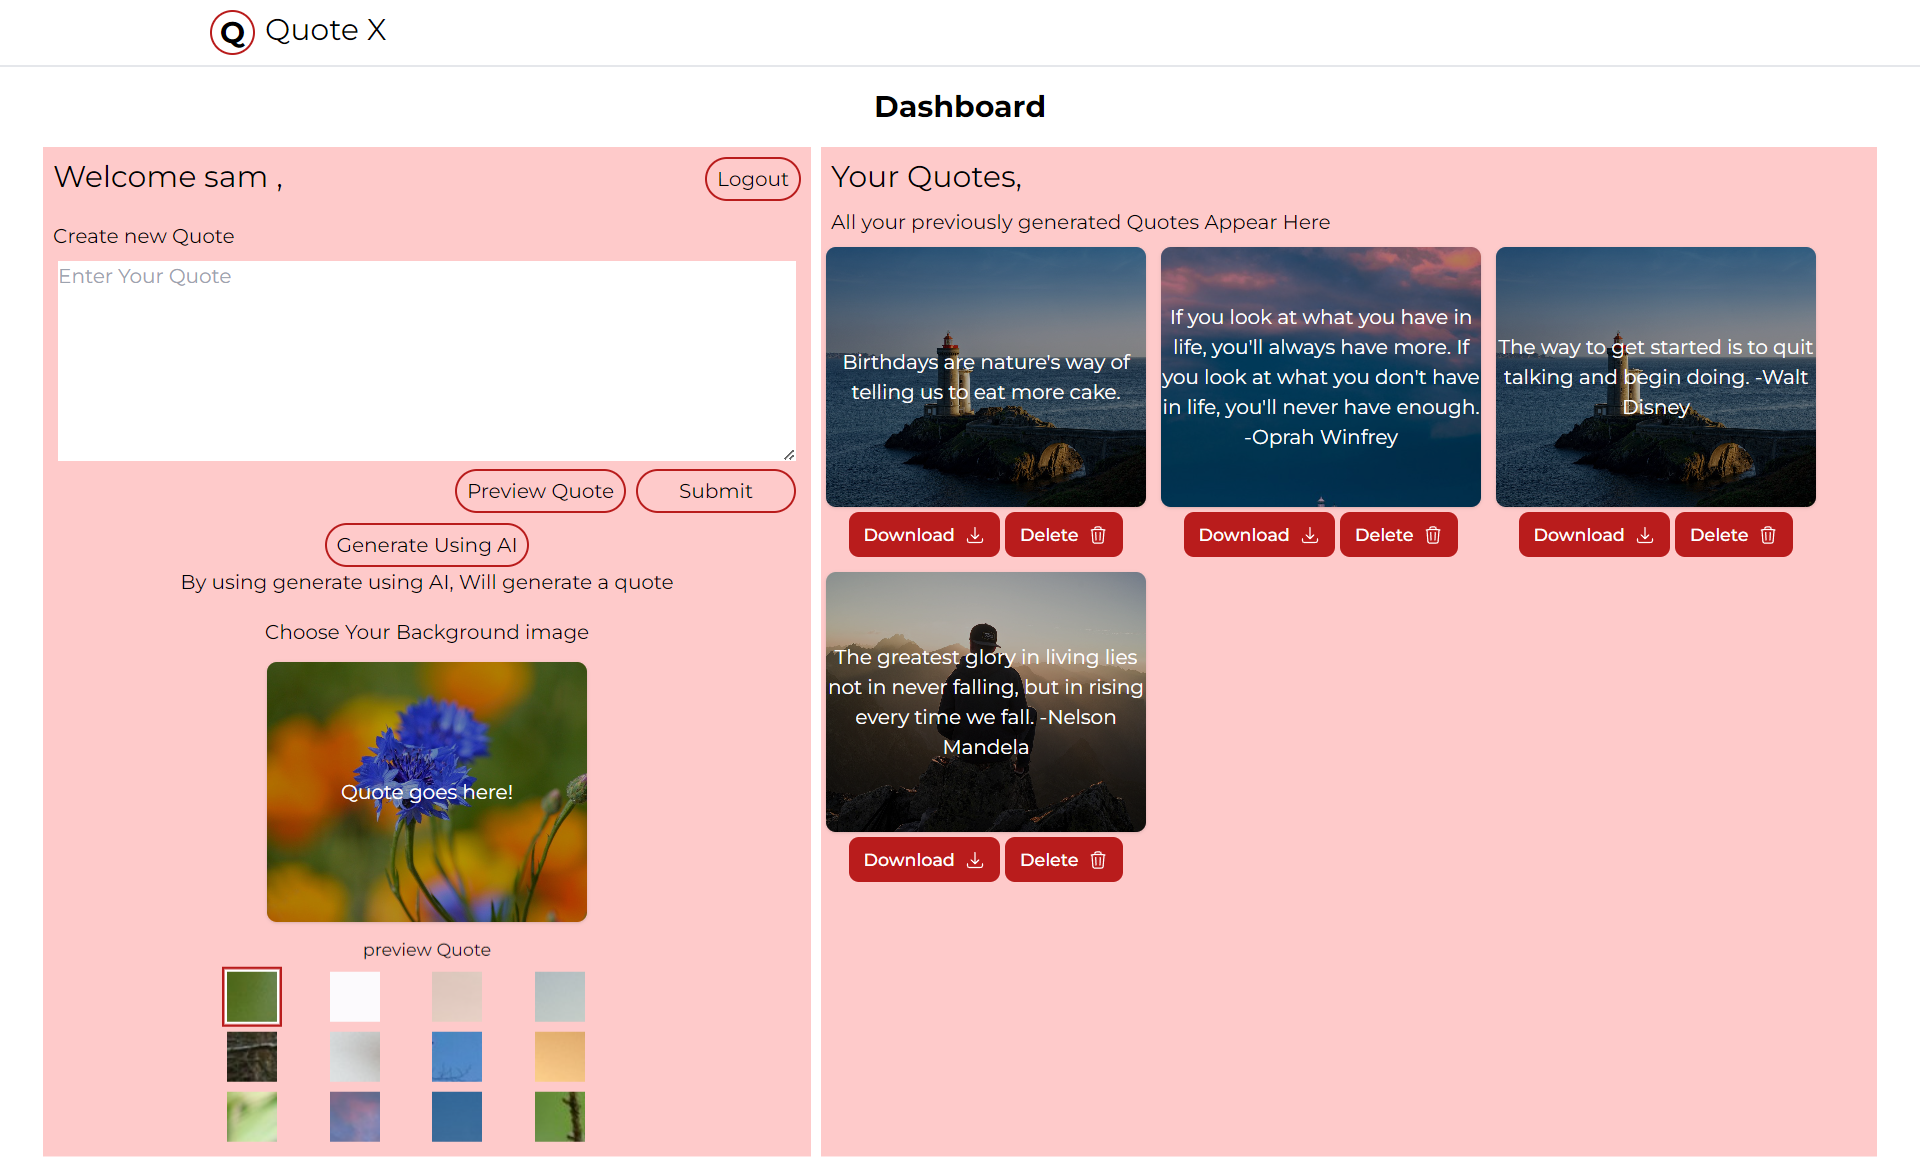 Q Quote X
Dashboard
Welcome sam ,
Logout
Create new Quote
Enter Your Quote
Preview Quote
Submit
Generate Using AI
By using generate using AI, Will generate a quote
Choose Your Background image
Quote goes here!
preview Quote
Your Quotes,
All your previously generated Quotes Appear Here
Birthdays are nature's way of
telling us to eat more cake.
Download
Delete
If you look at what you have in
life, you'll always have more. If
you look at what you don't have
in life, you'll never have enough.
-Oprah Winfrey
Download
Delete
The way to get started is to quit
talking and begin doing. -Walt
Disney
Download
Delete
The greatest glory in living lies
not in never falling, but in rising
every time we fall. -Nelson
Mandela
Download
Delete